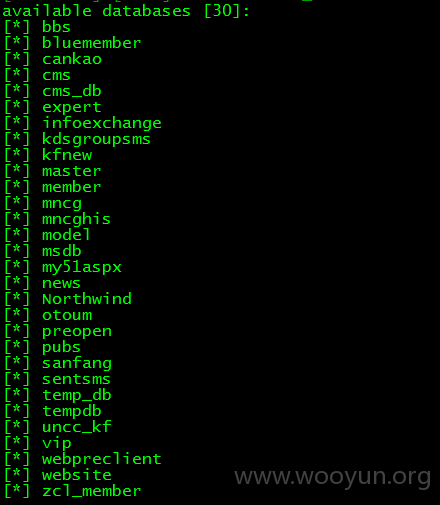 available databases [30]:
[*] bbs
[*] bluemember
[*] cankao
[*] cms
[*] cms_db
[*] expert
[*] infoexchange
[*] kdsgroupsms
[*] kfnew
[*] master
[*] member
[*] mncg
[*] mncghis
[*] model
[*] msdb
[*] my51aspx
[*] news
[*] Northwind
[*] otoum
[*] preopen
[*] pubs
[*] sanfang
[*] sentsms
[*] temp_db
[*] tempdb
[*] uncc_kf
[*] vip
[*] webpreclient
[*] website
[*] zcl_member
www.wooyun.org